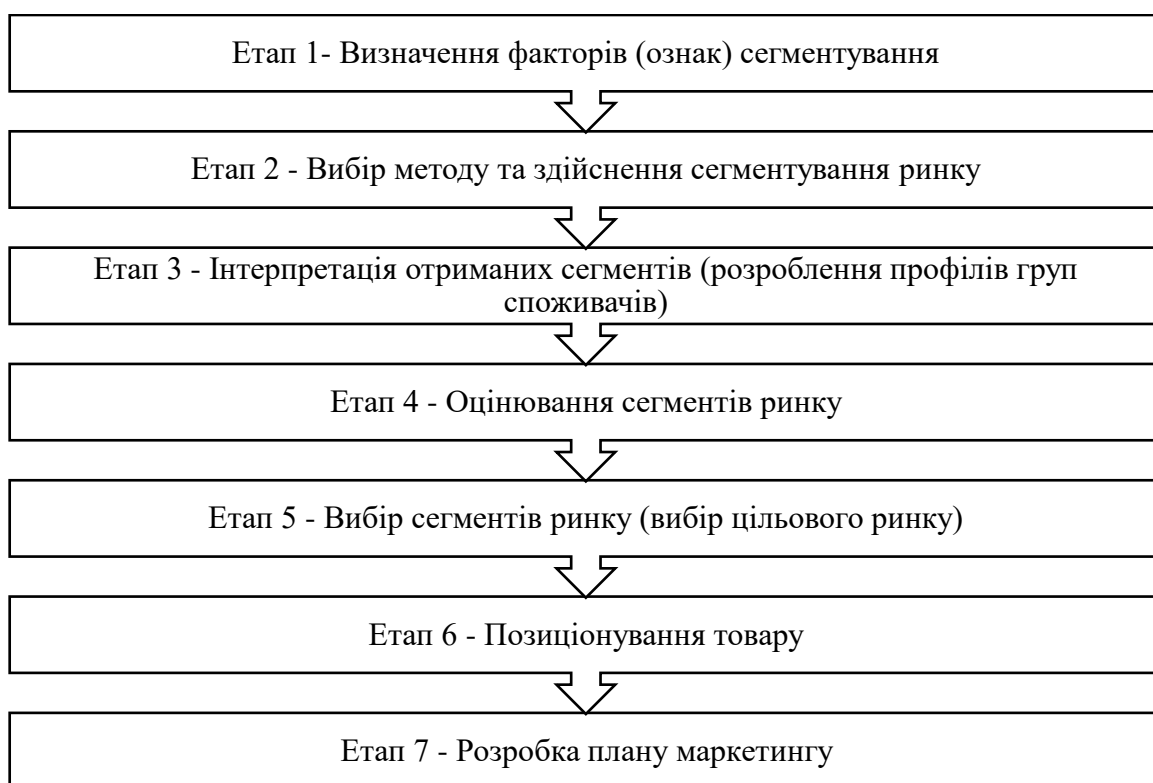 Етап 1- Визначення факторів (ознак) сегментування
Етап 2 - Вибір методу та здійснення сегментування ринку
Етап 3 - Інтерпретація отриманих сегментів (розроблення профілів груп
споживачів)
Етап 4 - Оцінювання сегментів ринку
Етап 5 - Вибір сегментів ринку (вибір цільового ринку)
Етап 6 - Позиціонування товару
Етап 7 - Розробка плану маркетингу